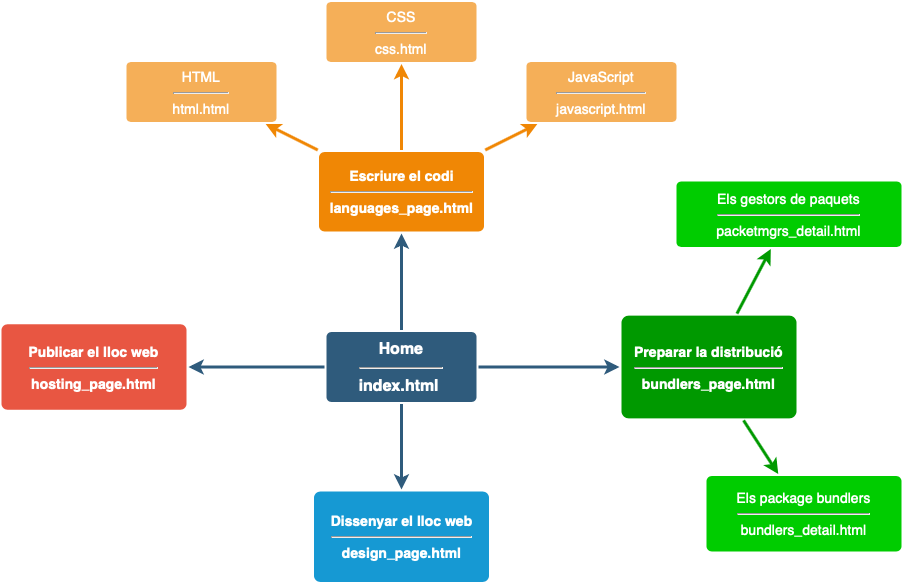 CSS
css.html
HTML
html.html
JavaScript
javascript.html
Escriure el codi
languages_page.html
Els gestors de paquets
packetmgrs_detail.html
Publicar el lloc web
hosting_page.html
Home
index.html
Preparar la distribució
bundlers_page.html
Dissenyar el lloc web
design_page.html
Els package bundlers
bundlers_detail.html